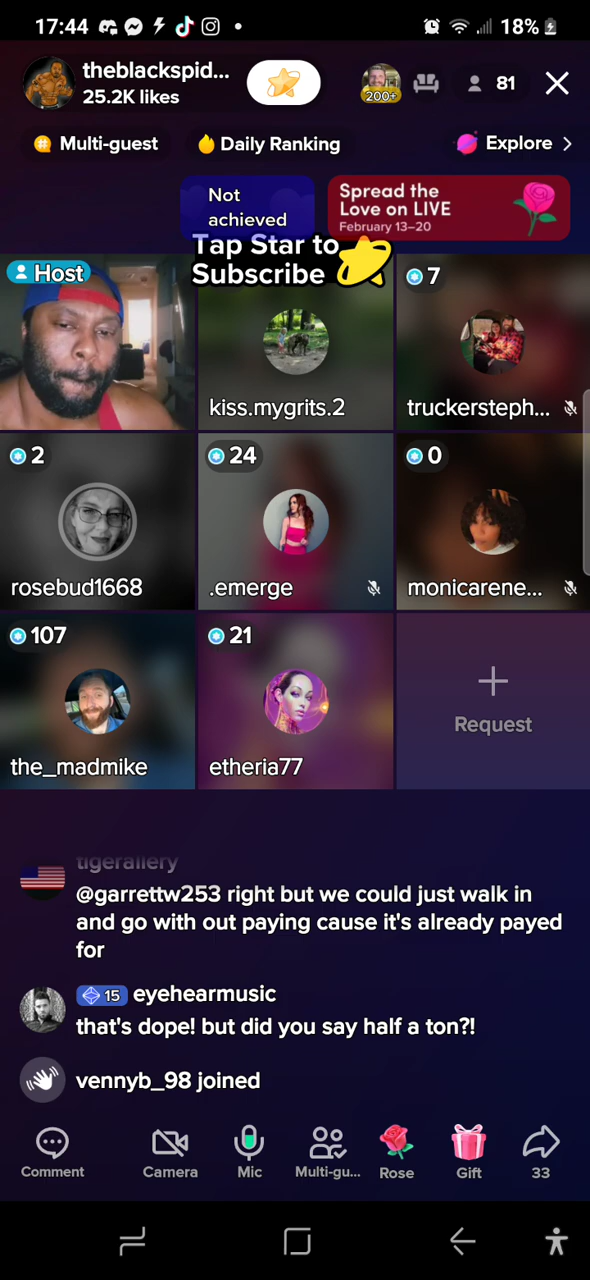 17:44
18%
theblackspid...
25.2K likes
200+
81
Multi-guest
Daily Ranking
Explore >
Not
achieved
Spread the
Love on LIVE
February 13–20
Tap Star to
Subscribe
Host
kiss.mygrits.2
7
truckersteph...
2
rosebud1668
24
.emerge
0
monicarene...
107
the_madmike
21
etheria77
+
Request
tigerallery
@garrettw253 right but we could just walk in
and go with out paying cause it's already payed
for
15 eyehearmusic
that's dope! but did you say half a ton?!
vennyb_98 joined
Comment
Camera
Mic
Multi-gu...
Rose
Gift
33